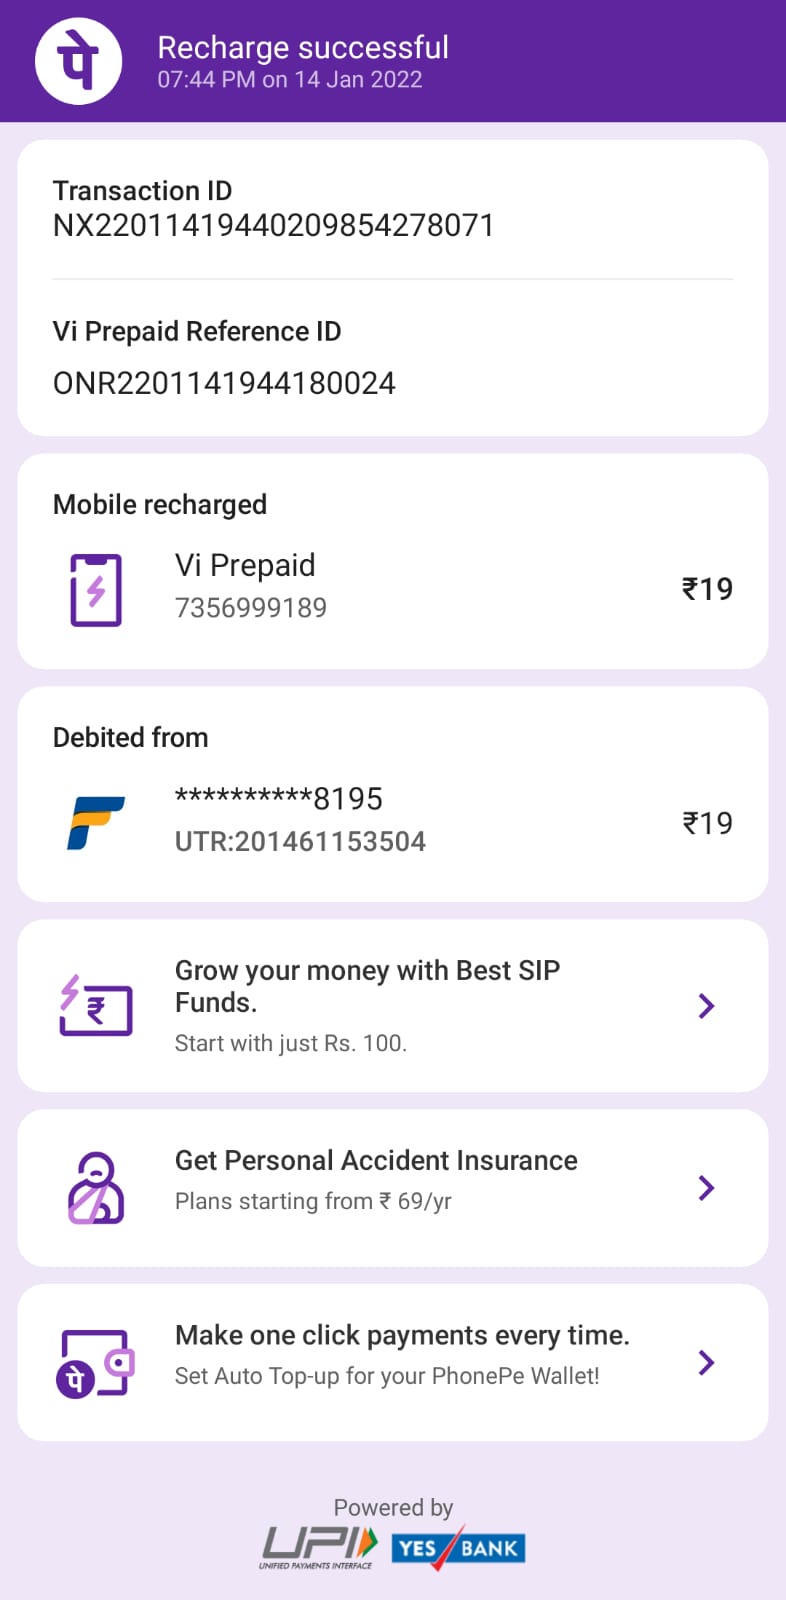 पे
Recharge successful
07:44 PM on 14 Jan 2022
Transaction ID
NX22011419440209854278071
Vi Prepaid Reference ID
ONR2201141944180024
Mobile recharged
Vi Prepaid
7356999189
₹19
Debited from
**********8195
UTR:201461153504
₹19
Grow your money with Best SIP
Funds.
Start with just Rs. 100.
₹
Get Personal Accident Insurance
Plans starting from ₹ 69/yr
Make one click payments every time.
Set Auto Top-up for your PhonePe Wallet!
पे
Powered by
UPI
UNIFIED PAYMENTS INTERFACE
YES BANK